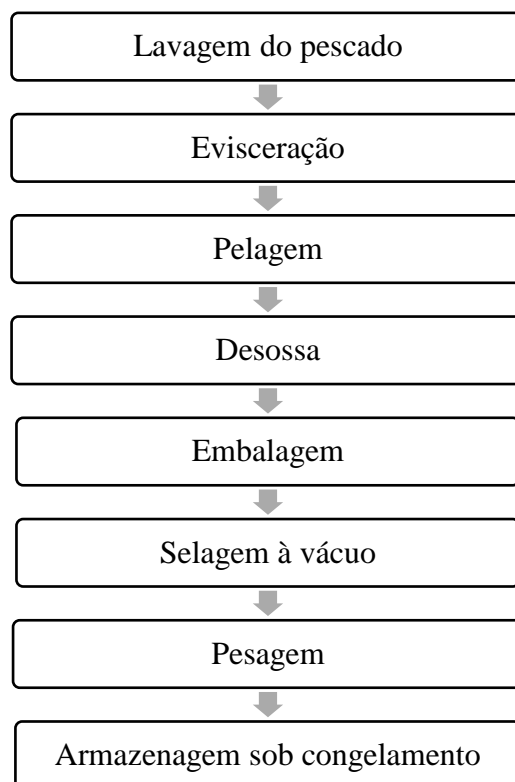 Lavagem do pescado
Evisceração
Pelagem
Desossa
Embalagem
Selagem à vácuo
Pesagem
Armazenagem sob congelamento